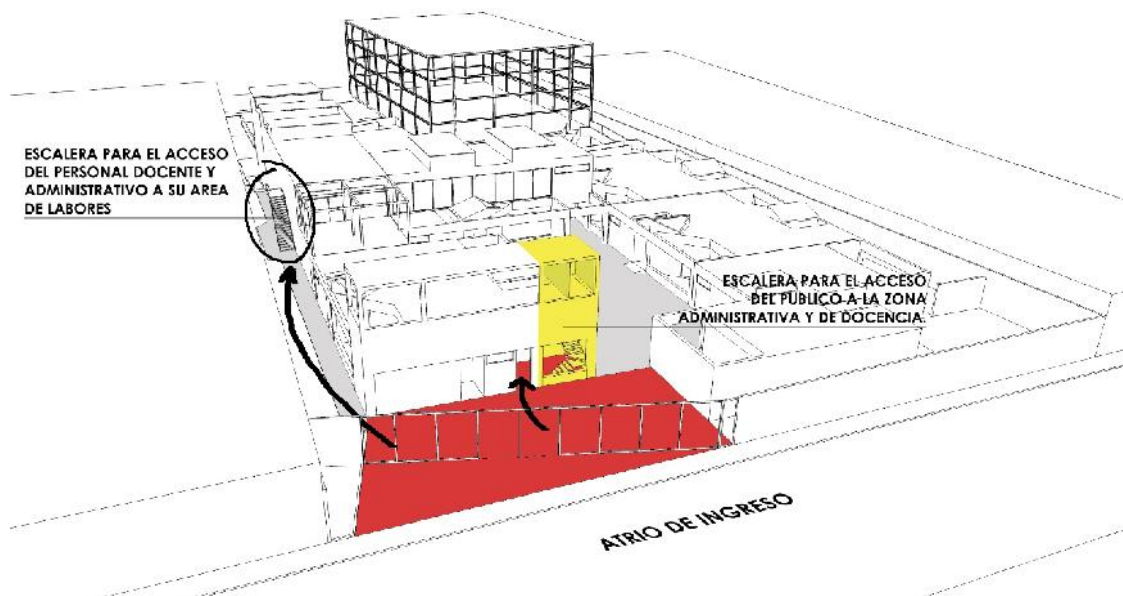 ESCALERA PARA EL ACCESO
DEL PERSONAL DOCENTE Y
ADMINISTRATIVO A SU AREA
DE LABORES
ESCALERA PARA EL ACCESO
DEL PUBLICO A LA ZONA
ADMINISTRATIVA Y DE DOCENCIA
ATRIO DE INGRESO